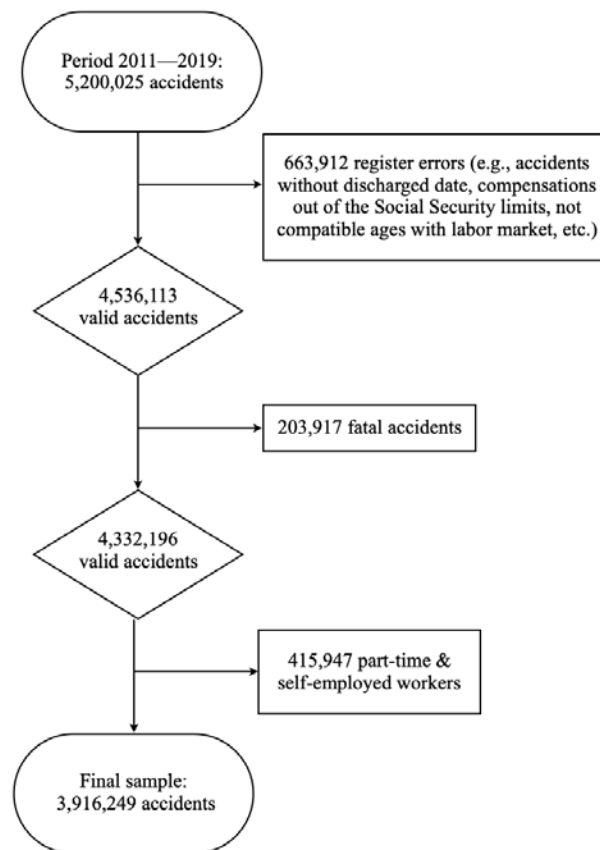 Period 2011—2019:
5,200,025 accidents
663,912 register errors (e.g., accidents
without discharged date, compensations
out of the Social Security limits, not
compatible ages with labor market, etc.)
4,536,113
valid accidents
203,917 fatal accidents
4,332,196
valid accidents
415,947 part-time &
self-employed workers
Final sample:
3,916,249 accidents